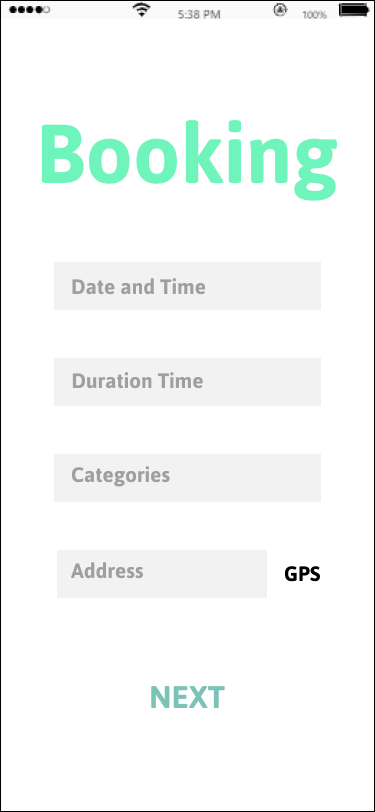 5:38 PM 100%
Booking
Date and Time
Duration Time
Categories
Address GPS
NEXT